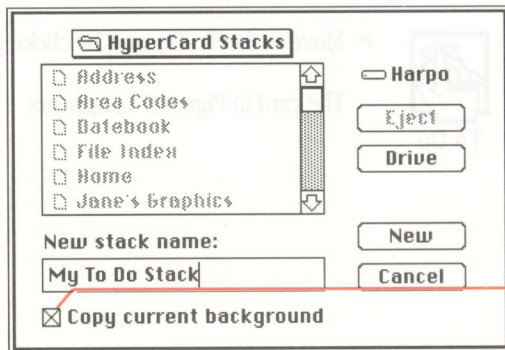 HyperCard Stacks
Address
Area Codes
Datebook
File Index
Home
Jane's Graphics
Harpo
Eject
Drive
New stack name:
My To Do Stack
New
Cancel
Copy current background